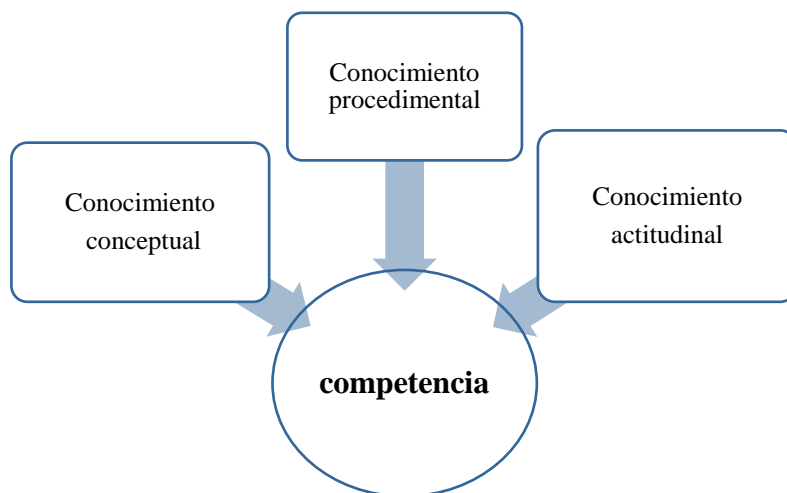 Conocimiento
procedimental
Conocimiento
conceptual
Conocimiento
actitudinal
competencia